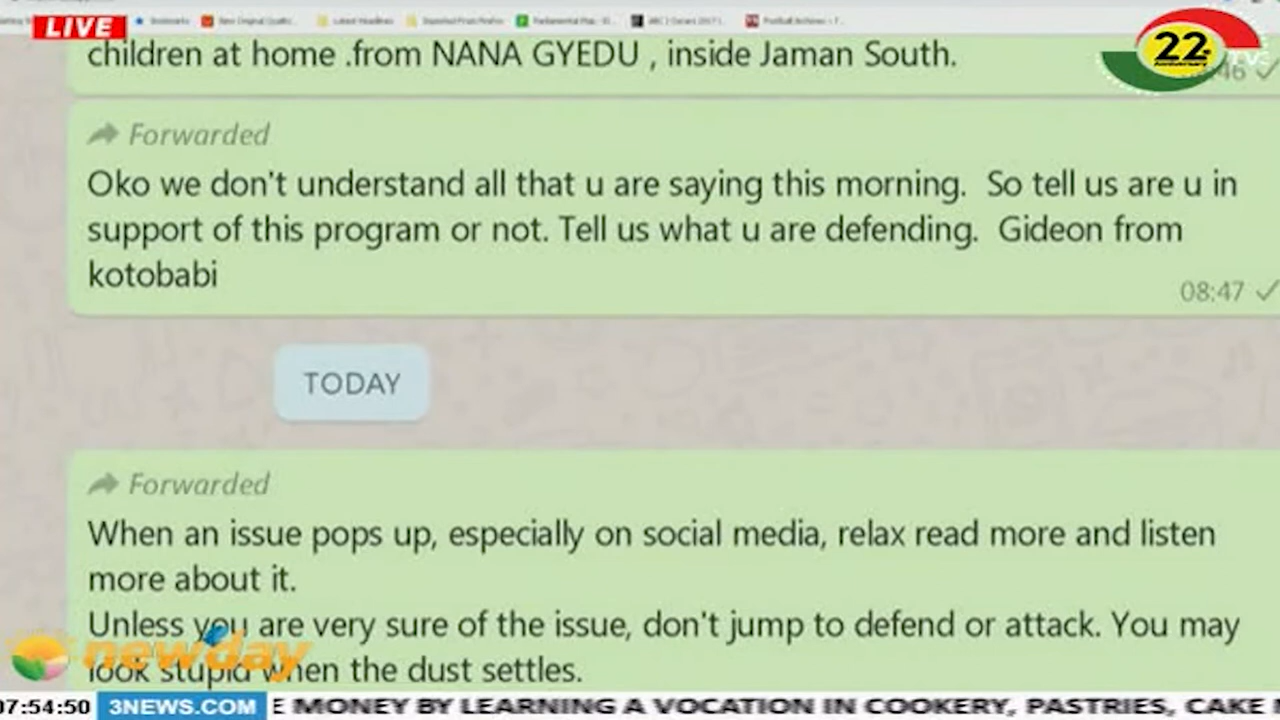 Bookmarks
Latest Headlines
LIVE
children at home .from NANA GYEDU , inside Jaman South.
22
Anniversary
Forwarded
Oko we don't understand all that u are saying this morning. So tell us are u in
support of this program or not. Tell us what u are defending. Gideon from
kotobabi
08:47
TODAY
Forwarded
When an issue pops up, especially on social media, relax read more and listen
more about it.
Unless you are very sure of the issue, don't jump to defend or attack. You may
look stupid when the dust settles.
newday
07:54:50 3NEWS.COM E MONEY BY LEARNING A VOCATION IN COOKERY, PASTRIES, CAKE